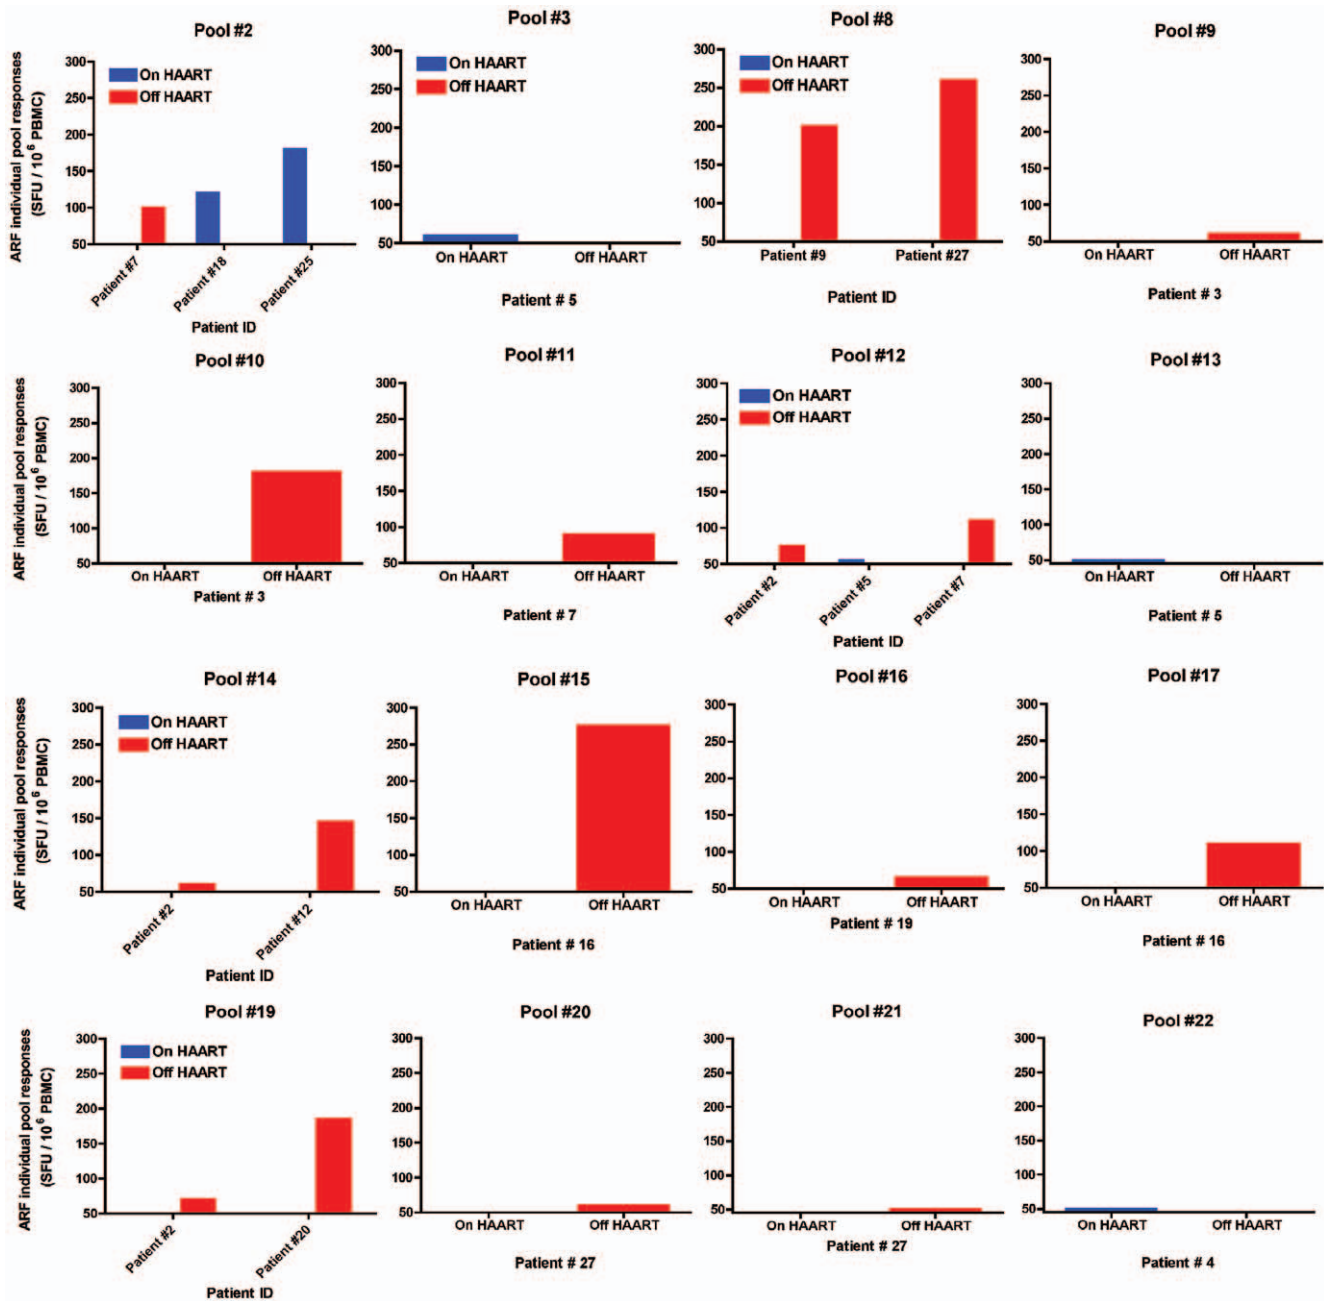 Pool #2
ARF individual pool responses
(SFU / 10⁶ PBMC)
300
250
200
150
100
50
On HAART
Off HAART
Patient #7
Patient #18
Patient #25
Patient ID
Pool #3
300
250
200
150
100
50
On HAART
Off HAART
On HAART
Off HAART
Patient # 5
Pool #8
300
250
200
150
100
50
On HAART
Off HAART
Patient #9
Patient #27
Patient ID
Pool #9
300
250
200
150
100
50
On HAART
Off HAART
Patient # 3
Pool #10
ARF individual pool responses
(SFU / 10⁶ PBMC)
300
250
200
150
100
50
On HAART
Off HAART
Patient # 3
Pool #11
300
250
200
150
100
50
On HAART
Off HAART
Patient # 7
Pool #12
300
250
200
150
100
50
On HAART
Off HAART
Patient #2
Patient #5
Patient #7
Patient ID
Pool #13
300
250
200
150
100
50
On HAART
Off HAART
Patient # 5
Pool #14
ARF individual pool responses
(SFU / 10⁶ PBMC)
300
250
200
150
100
50
On HAART
Off HAART
Patient #2
Patient #12
Patient ID
Pool #15
300
250
200
150
100
50
On HAART
Off HAART
Patient # 16
Pool #16
300
250
200
150
100
50
On HAART
Off HAART
Patient # 19
Pool #17
300
250
200
150
100
50
On HAART
Off HAART
Patient # 16
Pool #19
ARF individual pool responses
(SFU / 10⁶ PBMC)
300
250
200
150
100
50
On HAART
Off HAART
Patient #2
Patient #20
Patient ID
Pool #20
300
250
200
150
100
50
On HAART
Off HAART
Patient # 27
Pool #21
300
250
200
150
100
50
On HAART
Off HAART
Patient # 27
Pool #22
300
250
200
150
100
50
On HAART
Off HAART
Patient # 4